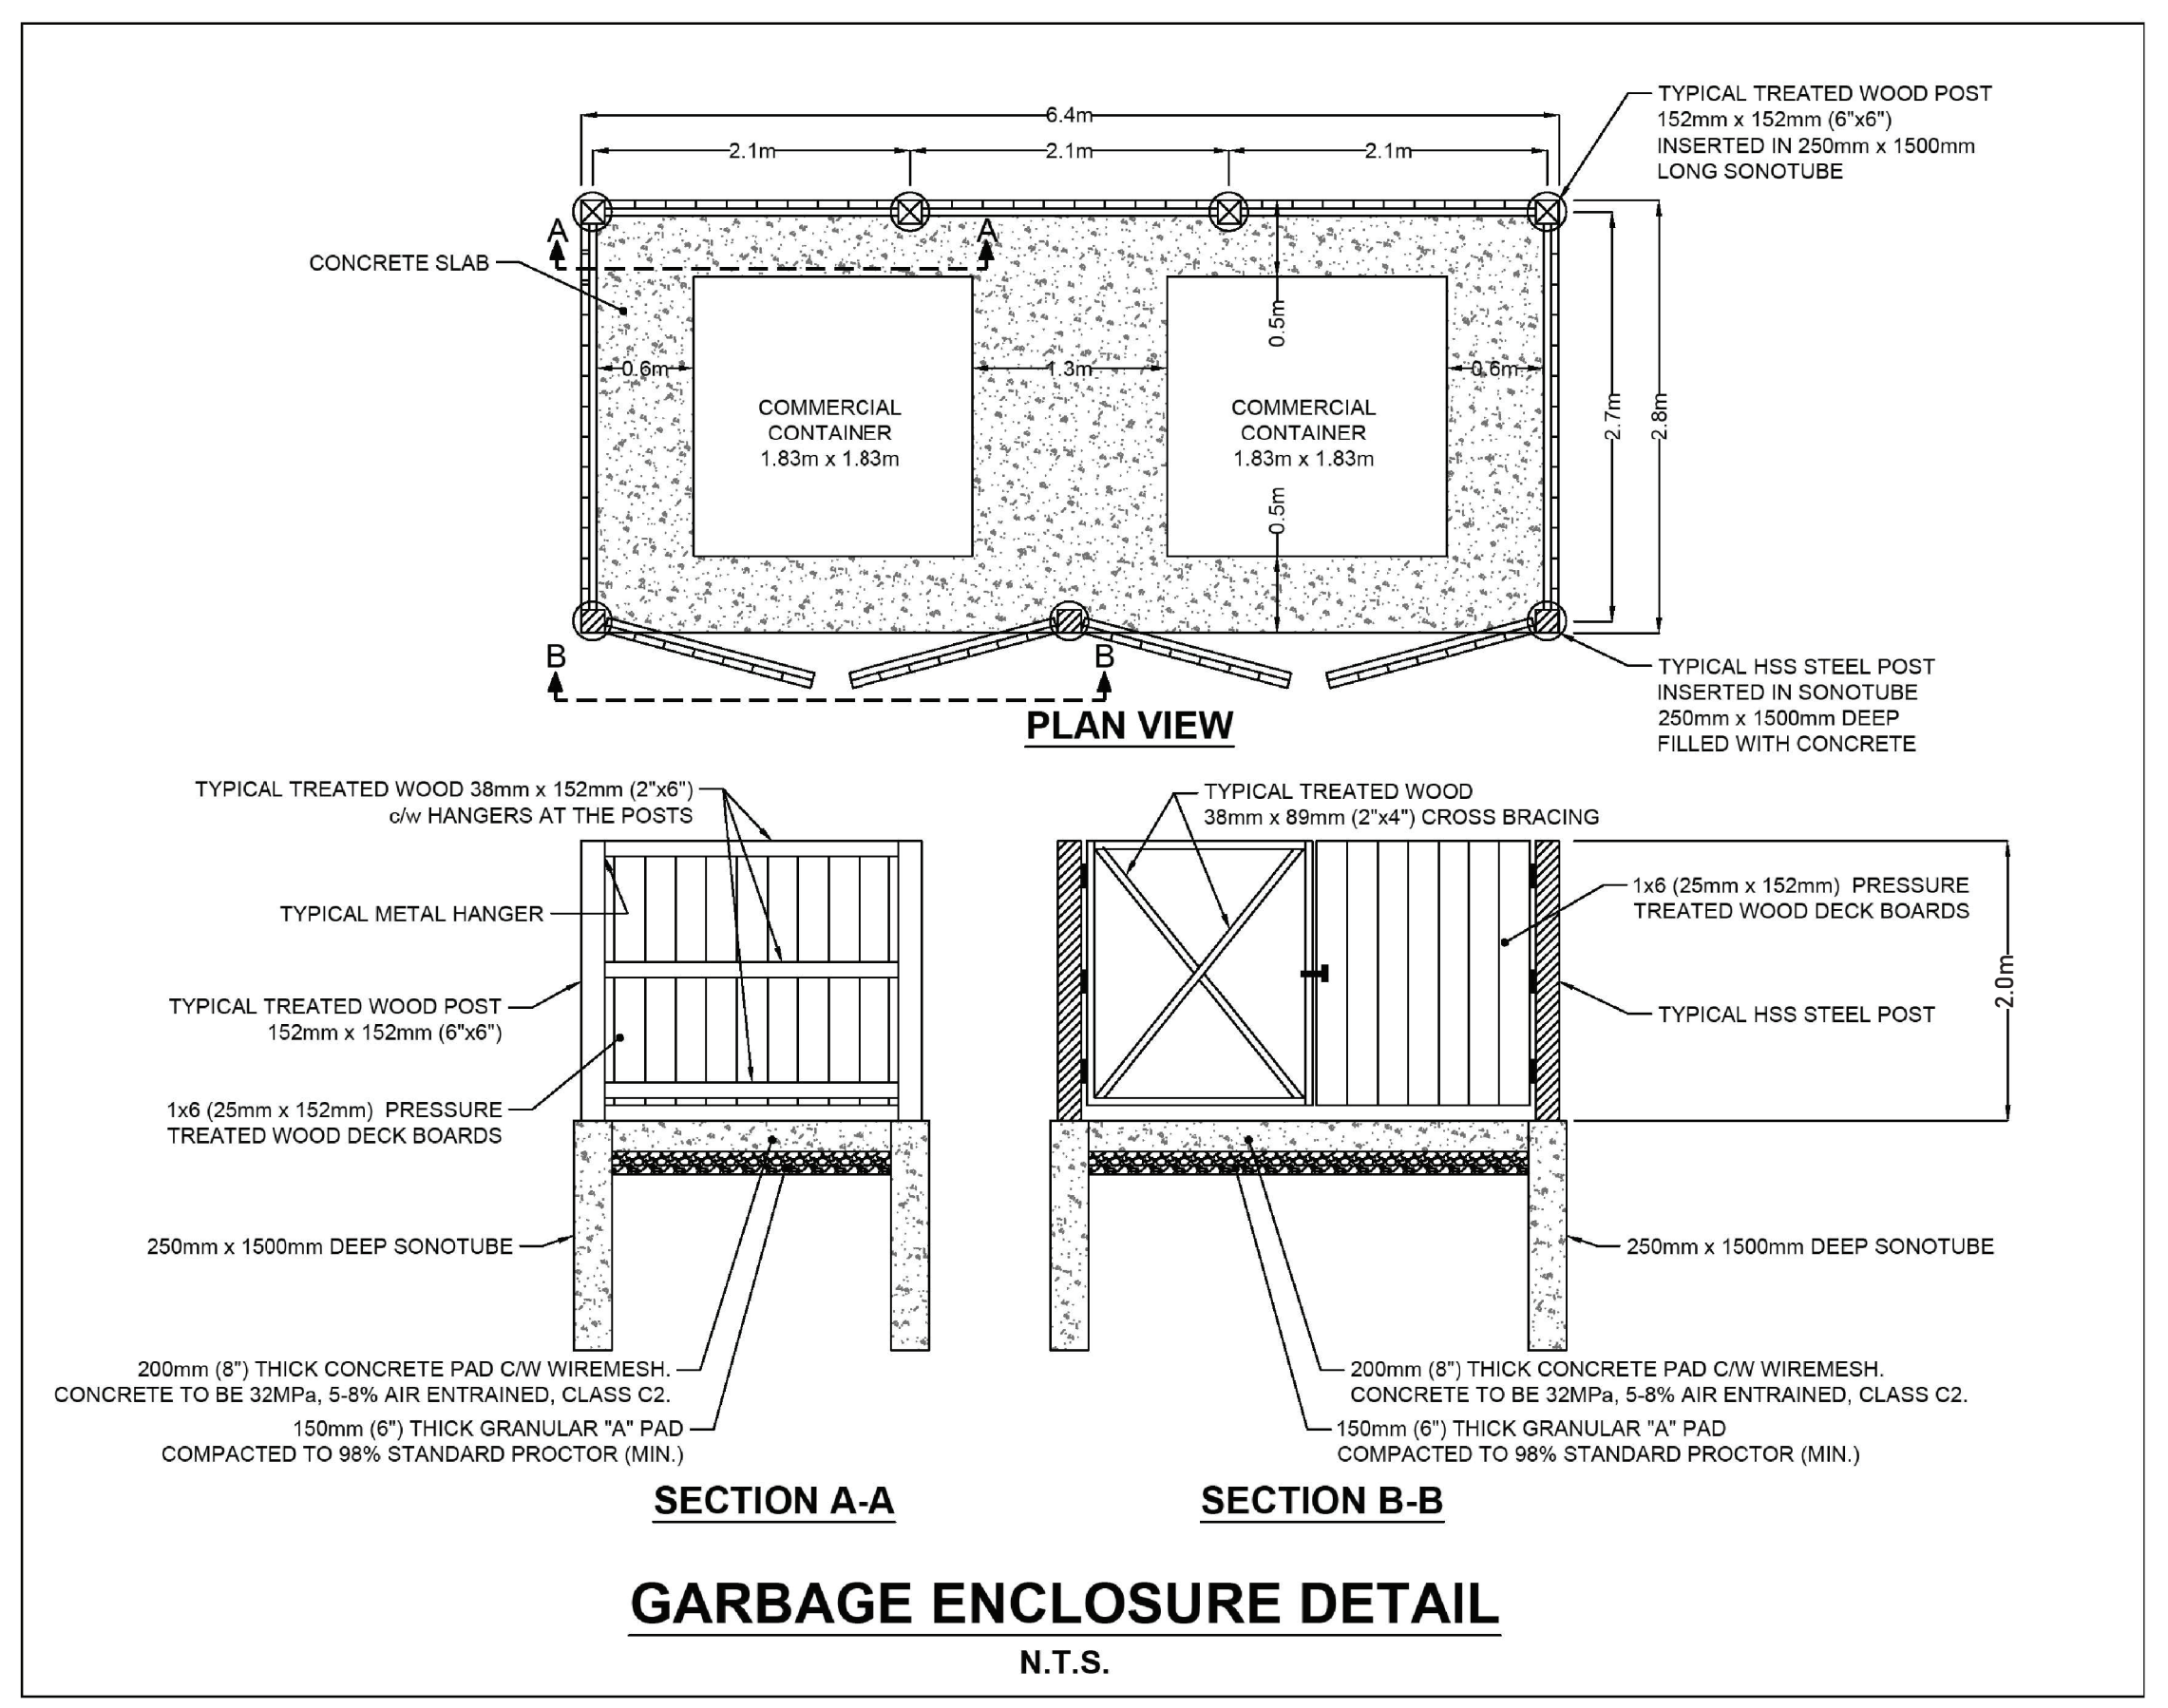 6.4m
2.1m
2.1m
2.1m
TYPICAL TREATED WOOD POST
152mm x 152mm (6"x6")
INSERTED IN 250mm x 1500mm
LONG SONOTUBE
A
A
CONCRETE SLAB
0.5m
0.6m
1.3m
0.6m
COMMERCIAL
CONTAINER
1.83m x 1.83m
COMMERCIAL
CONTAINER
1.83m x 1.83m
2.7m
2.8m
0.5m
B
B
PLAN VIEW
TYPICAL HSS STEEL POST
INSERTED IN SONOTUBE
250mm x 1500mm DEEP
FILLED WITH CONCRETE
TYPICAL TREATED WOOD 38mm x 152mm (2"x6")
c/w HANGERS AT THE POSTS
TYPICAL METAL HANGER
TYPICAL TREATED WOOD POST
152mm x 152mm (6"x6")
1x6 (25mm x 152mm) PRESSURE
TREATED WOOD DECK BOARDS
250mm x 1500mm DEEP SONOTUBE
200mm (8") THICK CONCRETE PAD C/W WIREMESH.
CONCRETE TO BE 32MPa, 5-8% AIR ENTRAINED, CLASS C2.
150mm (6") THICK GRANULAR "A" PAD
COMPACTED TO 98% STANDARD PROCTOR (MIN.)
SECTION A-A
TYPICAL TREATED WOOD
38mm x 89mm (2"x4") CROSS BRACING
1x6 (25mm x 152mm) PRESSURE
TREATED WOOD DECK BOARDS
2.0m
TYPICAL HSS STEEL POST
250mm x 1500mm DEEP SONOTUBE
200mm (8") THICK CONCRETE PAD C/W WIREMESH.
CONCRETE TO BE 32MPa, 5-8% AIR ENTRAINED, CLASS C2.
150mm (6") THICK GRANULAR "A" PAD
COMPACTED TO 98% STANDARD PROCTOR (MIN.)
SECTION B-B
GARBAGE ENCLOSURE DETAIL
N.T.S.